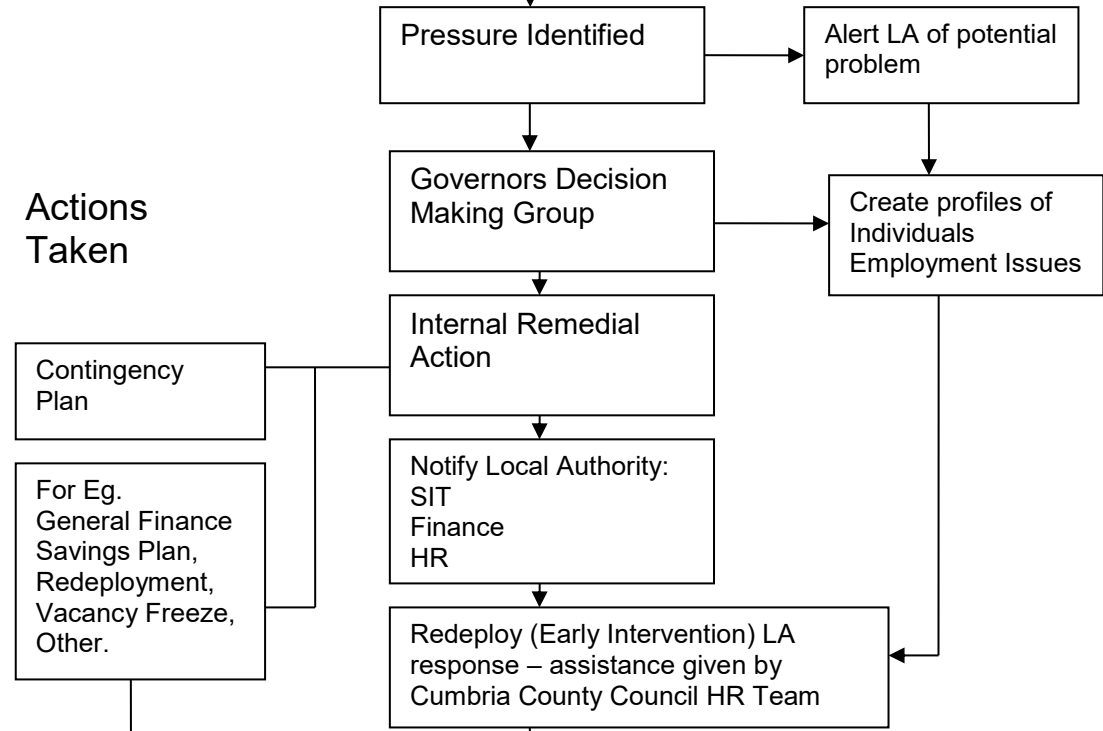 Pressure Identified
Alert LA of potential
problem
Actions
Taken
Governors Decision
Making Group
Create profiles of
Individuals
Employment Issues
Internal Remedial
Action
Contingency
Plan
Notify Local Authority:
SIT
Finance
HR
For Eg.
General Finance
Savings Plan,
Redeployment,
Vacancy Freeze,
Other.
Redeploy (Early Intervention) LA
response – assistance given by
Cumbria County Council HR Team